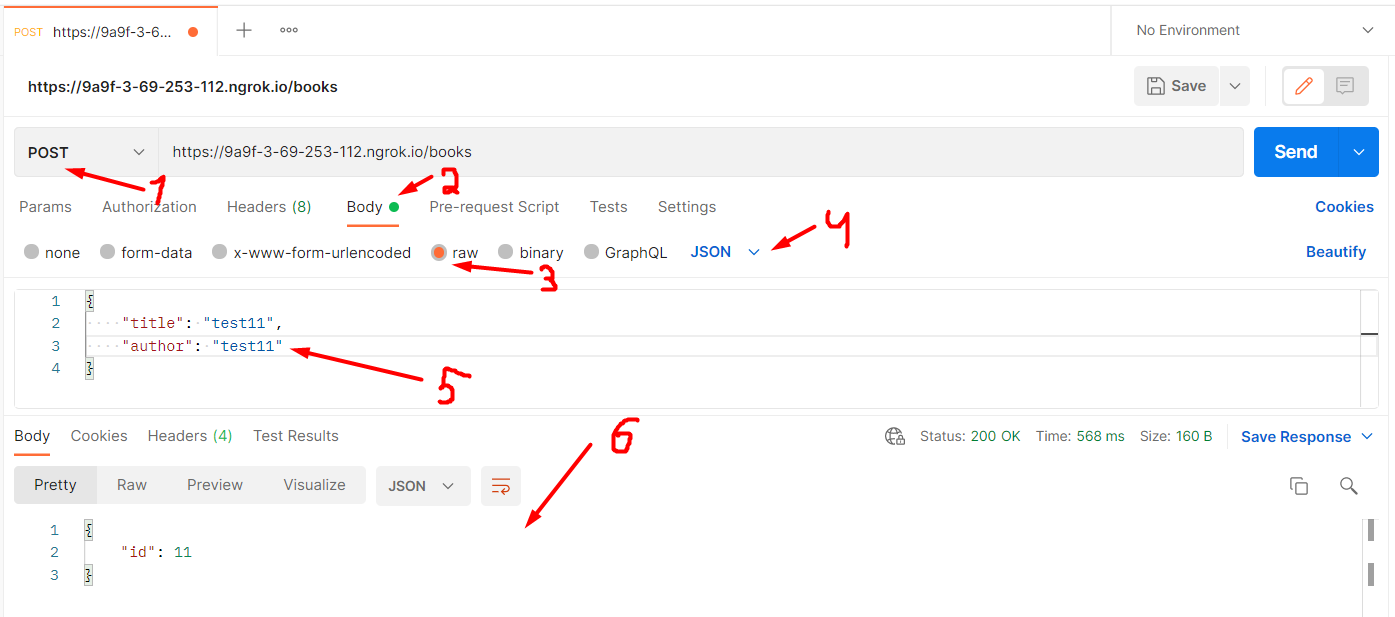 POST https://9a9f-3-6... No Environment
https://9a9f-3-69-253-112.ngrok.io/books Save
POST https://9a9f-3-69-253-112.ngrok.io/books Send
1 2
Params Authorization Headers (8) Body Pre-request Script Tests Settings Cookies
4
none form-data x-www-form-urlencoded raw binary GraphQL JSON Beautify
3
1 {
2 ····"title":·"test11",
3 ····"author":·"test11"
4 }
5
6
Body Cookies Headers (4) Test Results Status: 200 OK Time: 568 ms Size: 160 B Save Response
Pretty Raw Preview Visualize JSON
1 {
2 "id": 11
3 }